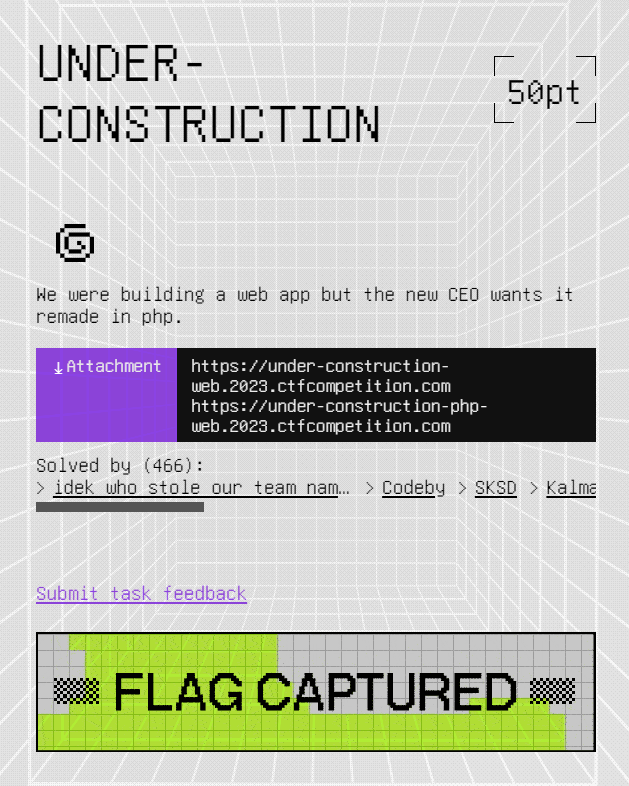 UNDER-
CONSTRUCTION
50pt
We were building a web app but the new CEO wants it
remade in php.
↓Attachment
https://under-construction-
web.2023.ctfcompetition.com
https://under-construction-php-
web.2023.ctfcompetition.com
Solved by (466):
> idek who stole our team nam… > Codeby > SKSD > Kalma
Submit task feedback
FLAG CAPTURED